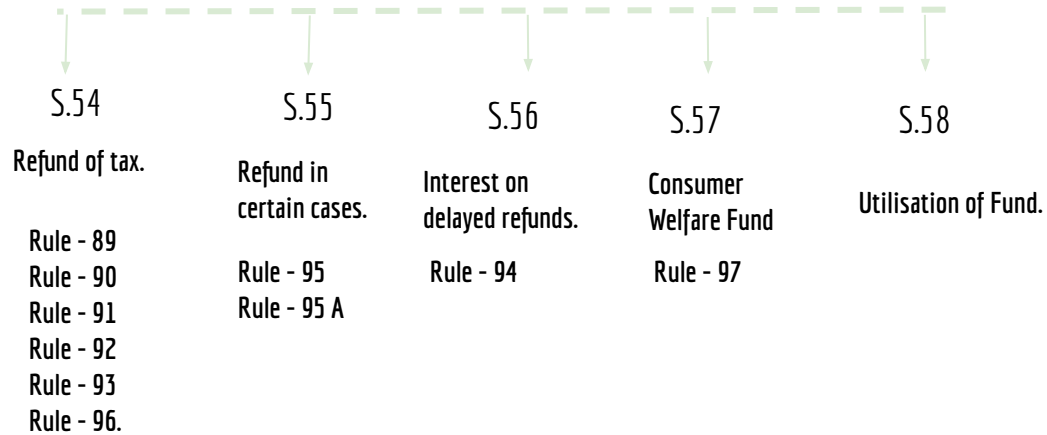 S.54
Refund of tax.
Rule - 89
Rule - 90
Rule - 91
Rule - 92
Rule - 93
Rule - 96.
S.55
Refund in
certain cases.
Rule - 95
Rule - 95 A
S.56
Interest on
delayed refunds.
Rule - 94
S.57
Consumer
Welfare Fund
Rule - 97
S.58
Utilisation of Fund.